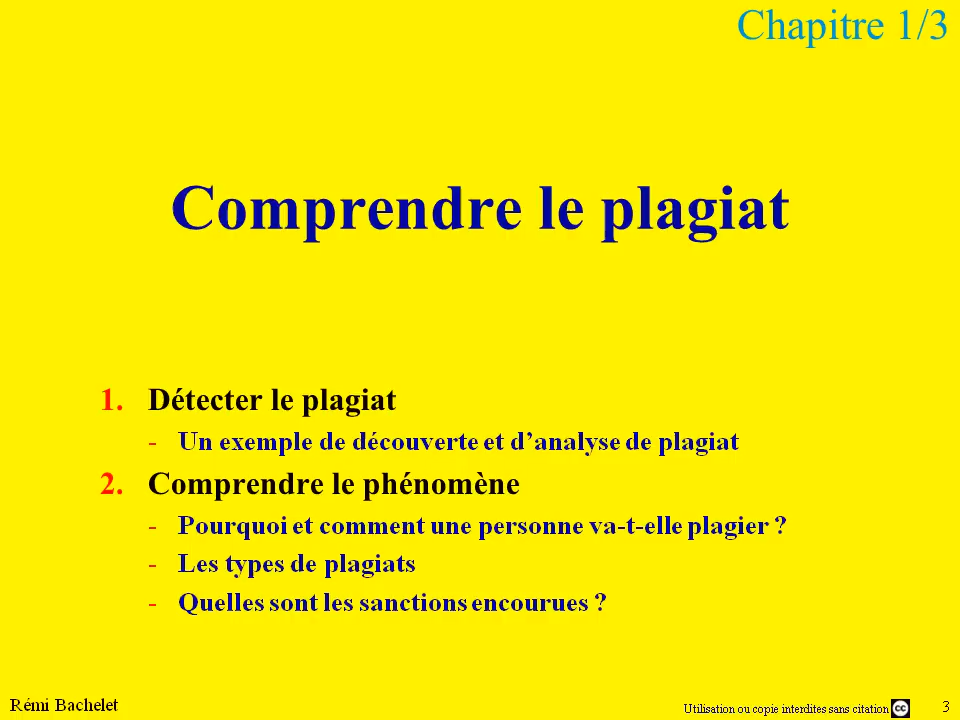 Chapitre 1/3
Comprendre le plagiat
1. Détecter le plagiat
- Un exemple de découverte et d’analyse de plagiat
2. Comprendre le phénomène
- Pourquoi et comment une personne va-t-elle plagier ?
- Les types de plagiats
- Quelles sont les sanctions encourues ?
Rémi Bachelet
Utilisation ou copie interdites sans citation cc 3